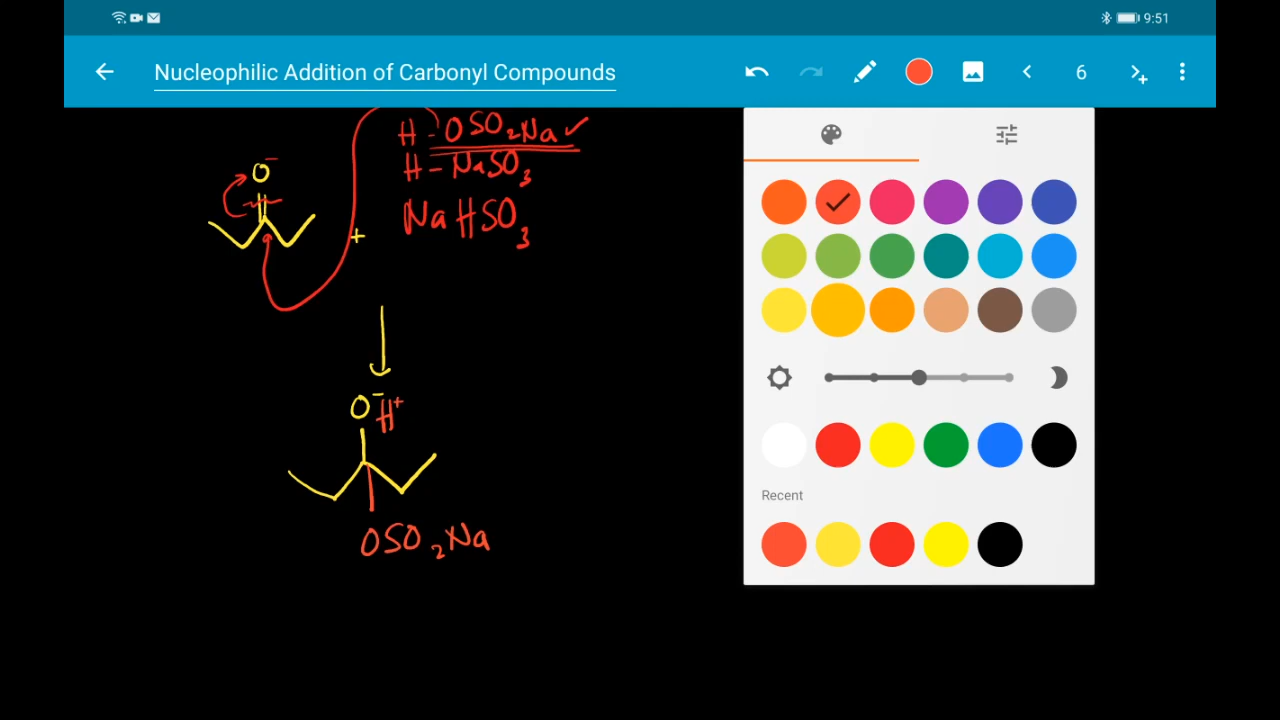 9:51
Nucleophilic Addition of Carbonyl Compounds
6
H-OSO₂Na✓
O⁻
H-NaSO₃
NaHSO₃
+
O⁻ H⁺
OSO₂Na
Recent